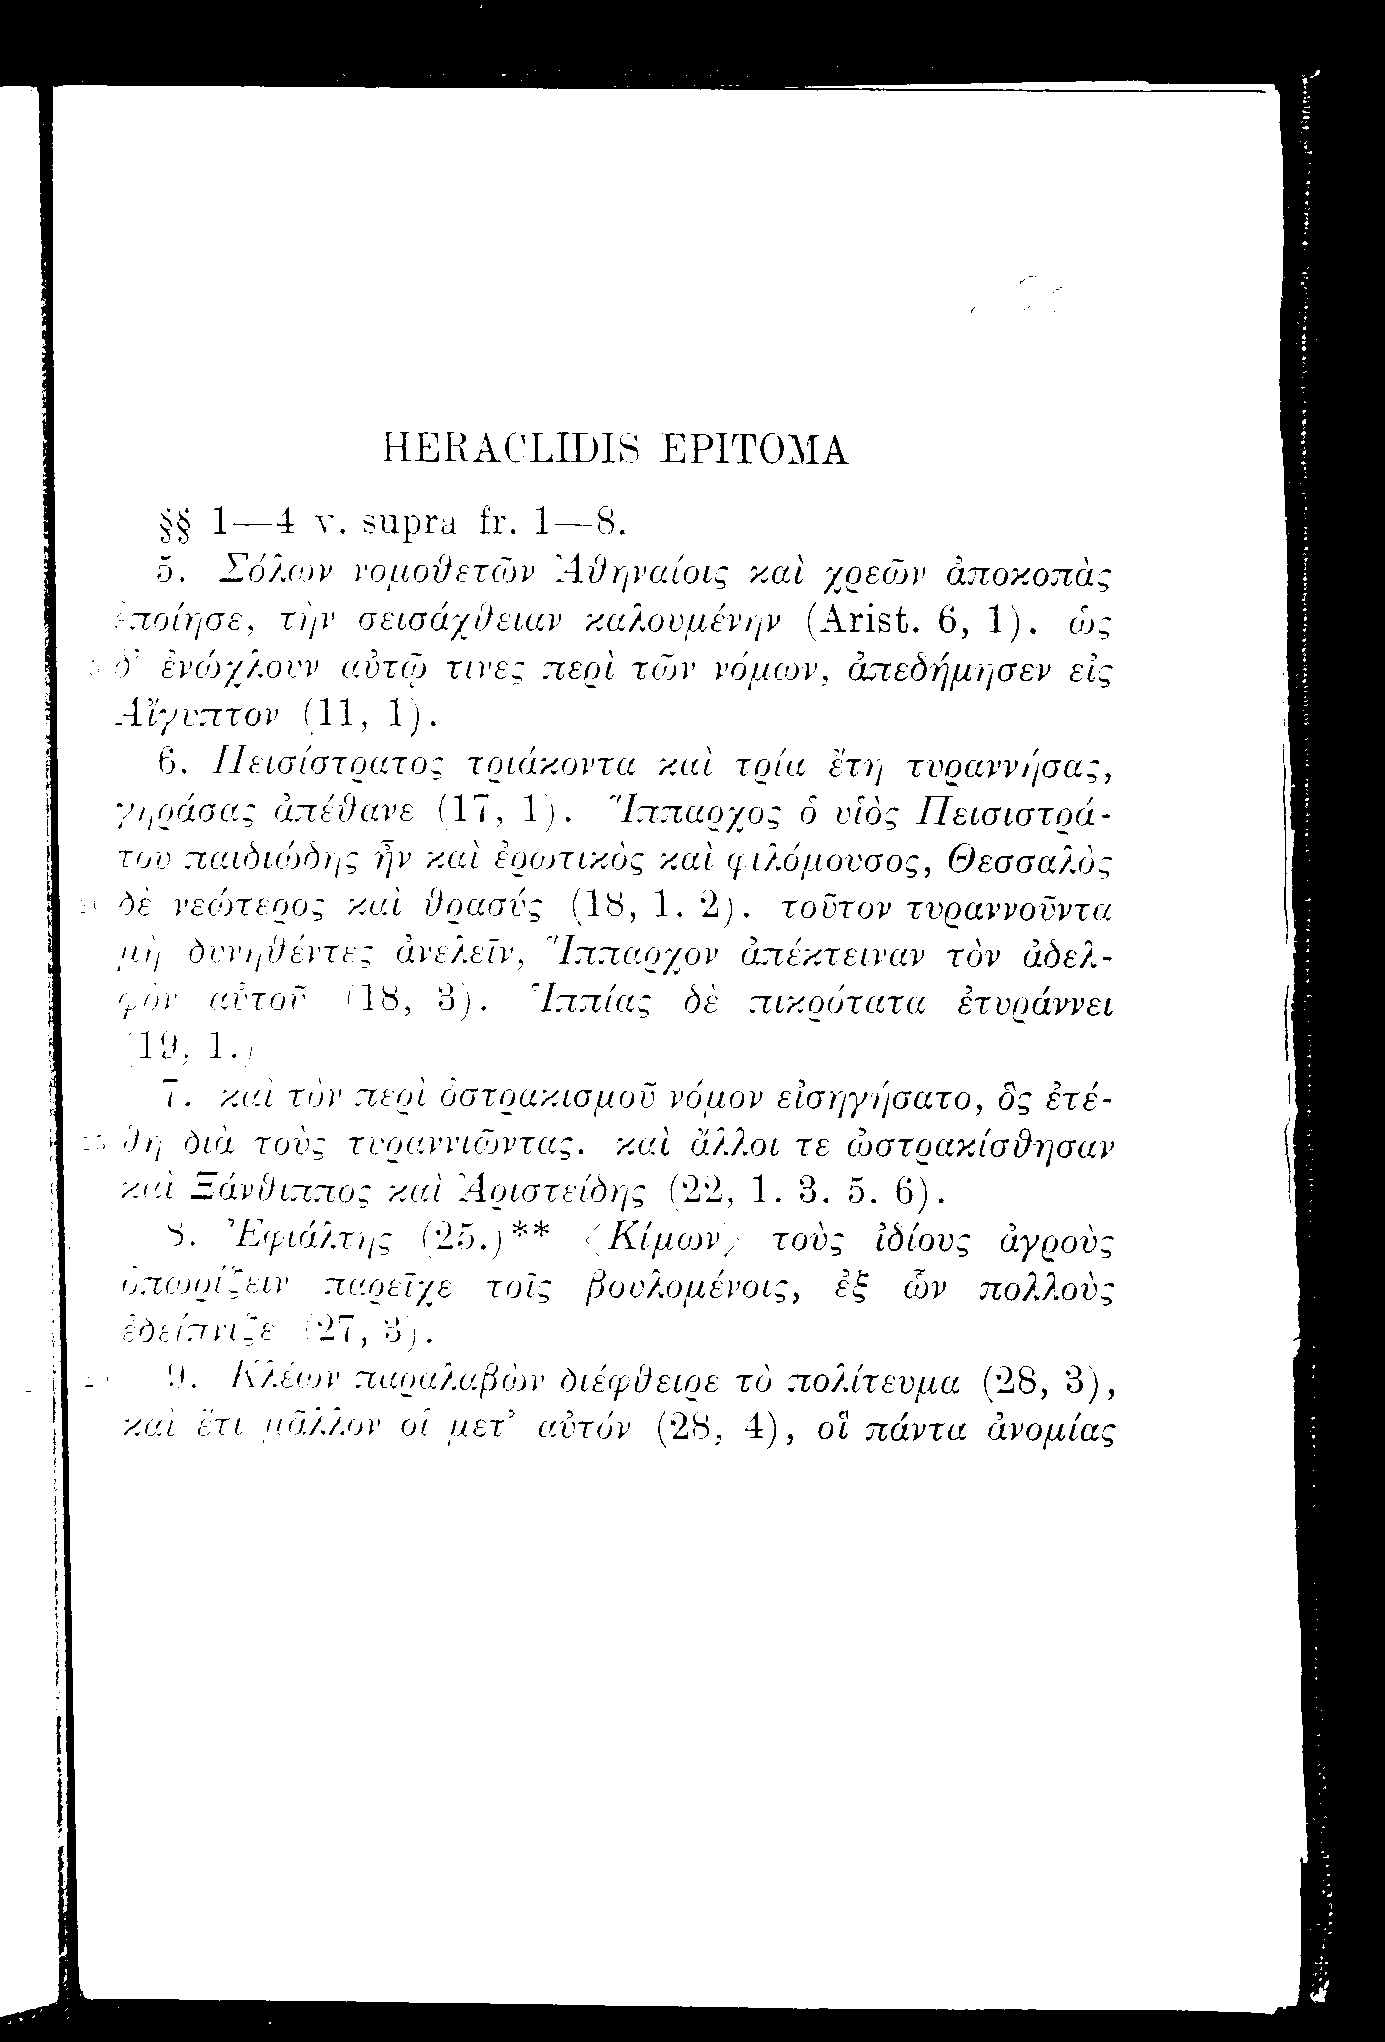 HERACLIDIS EPITOMA
§§ 1—4 v. supra fr. 1—8.
5. Σόλων νομοθετῶν Ἀθηναίοις καὶ χρεῶν ἀποκοπὰς
ἐποίησε, τὴν σεισάχθειαν καλουμένην (Arist. 6, 1). ὡς
δ' ἐνώχλουν αὐτῷ τινες περὶ τῶν νόμων, ἀπεδήμησεν εἰς
Αἴγυπτον (11, 1).
6. Πεισίστρατος τριάκοντα καὶ τρία ἔτη τυραννήσας,
γηράσας ἀπέθανε (17, 1). Ἵππαρχος ὁ υἱὸς Πεισιστρά-
του παιδιώδης ἦν καὶ ἐρωτικὸς καὶ φιλόμουσος, Θεσσαλὸς
δὲ νεώτερος καὶ θρασύς (18, 1. 2). τοῦτον τυραννοῦντα
μὴ δυνηθέντες ἀνελεῖν, Ἵππαρχον ἀπέκτειναν τὸν ἀδελ-
φὸν αὐτοῦ (18, 3). Ἱππίας δὲ πικρότατα ἐτυράννει
(19, 1.)
7. καὶ τὸν περὶ ὀστρακισμοῦ νόμον εἰσηγήσατο, ὃς ἐτέ-
θη διὰ τοὺς τυραννιῶντας. καὶ ἄλλοι τε ὠστρακίσθησαν
καὶ Ξάνθιππος καὶ Ἀριστείδης (22, 1. 3. 5. 6).
8. Ἐφιάλτης (25.)** ⟨Κίμων⟩ τοὺς ἰδίους ἀγροὺς
ὀπωρίζειν παρεῖχε τοῖς βουλομένοις, ἐξ ὧν πολλοὺς
ἐδείπνιζε (27, 3).
9. Κλέων παραλαβὼν διέφθειρε τὸ πολίτευμα (28, 3),
καὶ ἔτι μᾶλλον οἱ μετ' αὐτόν (28, 4), οἳ πάντα ἀνομίας